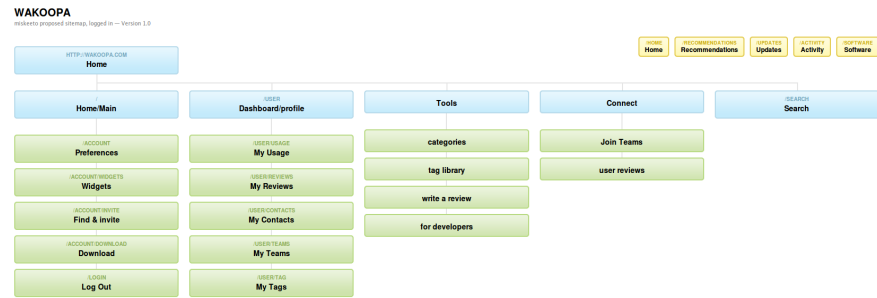 WAKOOPA
mrskeeto proposed sitemap, logged in — Version 1.0
/HOME
Home
/RECOMMENDATIONS
Recommendations
/UPDATES
Updates
/ACTIVITY
Activity
/SOFTWARE
Software
HTTP://WAKOOPA.COM
Home
/
Home/Main
/USER
Dashboard/profile
Tools
Connect
/SEARCH
Search
/ACCOUNT
Preferences
/ACCOUNT/WIDGETS
Widgets
/ACCOUNT/INVITE
Find & invite
/ACCOUNT/DOWNLOAD
Download
/LOGIN
Log Out
/USER/USAGE
My Usage
/USER/REVIEWS
My Reviews
/USER/CONTACTS
My Contacts
/USER/TEAMS
My Teams
/USER/TAG
My Tags
categories
tag library
write a review
for developers
Join Teams
user reviews